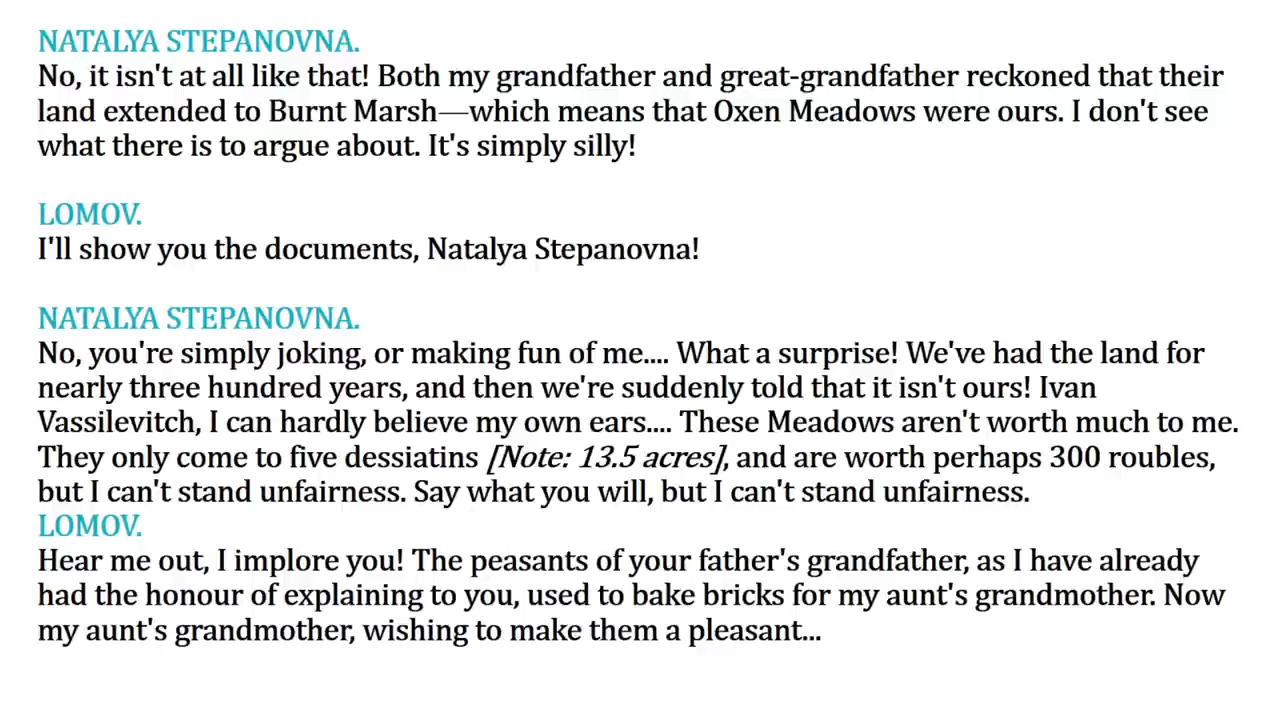 NATALYA STEPANOVNA.
No, it isn't at all like that! Both my grandfather and great-grandfather reckoned that their
land extended to Burnt Marsh—which means that Oxen Meadows were ours. I don't see
what there is to argue about. It's simply silly!
LOMOV.
I'll show you the documents, Natalya Stepanovna!
NATALYA STEPANOVNA.
No, you're simply joking, or making fun of me.... What a surprise! We've had the land for
nearly three hundred years, and then we're suddenly told that it isn't ours! Ivan
Vassilevitch, I can hardly believe my own ears.... These Meadows aren't worth much to me.
They only come to five dessiatins [Note: 13.5 acres], and are worth perhaps 300 roubles,
but I can't stand unfairness. Say what you will, but I can't stand unfairness.
LOMOV.
Hear me out, I implore you! The peasants of your father's grandfather, as I have already
had the honour of explaining to you, used to bake bricks for my aunt's grandmother. Now
my aunt's grandmother, wishing to make them a pleasant...